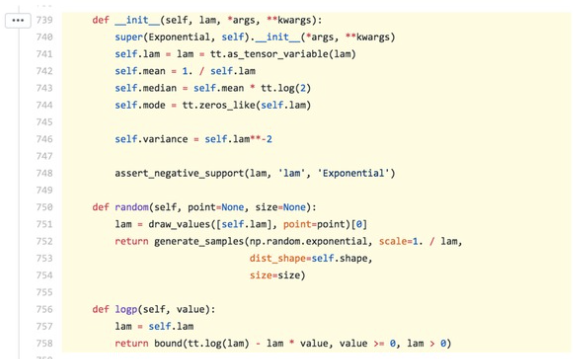 739 def __init__(self, lam, *args, **kwargs):
740 super(Exponential, self).__init__(*args, **kwargs)
741 self.lam = lam = tt.as_tensor_variable(lam)
742 self.mean = 1. / self.lam
743 self.median = self.mean * tt.log(2)
744 self.mode = tt.zeros_like(self.lam)
745
746 self.variance = self.lam**-2
747
748 assert_negative_support(lam, 'lam', 'Exponential')
749
750 def random(self, point=None, size=None):
751 lam = draw_values([self.lam], point=point)[0]
752 return generate_samples(np.random.exponential, scale=1. / lam,
753 dist_shape=self.shape,
754 size=size)
755
756 def logp(self, value):
757 lam = self.lam
758 return bound(tt.log(lam) - lam * value, value >= 0, lam > 0)